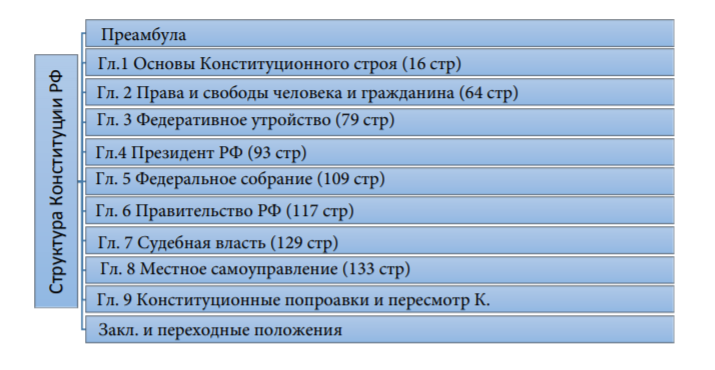 Структура Конституции РФ
Преамбула
Гл.1 Основы Конституционного строя (16 стр)
Гл. 2 Права и свободы человека и гражданина (64 стр)
Гл. 3 Федеративное утройство (79 стр)
Гл.4 Президент РФ (93 стр)
Гл. 5 Федеральное собрание (109 стр)
Гл. 6 Правительство РФ (117 стр)
Гл. 7 Судебная власть (129 стр)
Гл. 8 Местное самоуправление (133 стр)
Гл. 9 Конституционные попроавки и пересмотр К.
Закл. и переходные положения